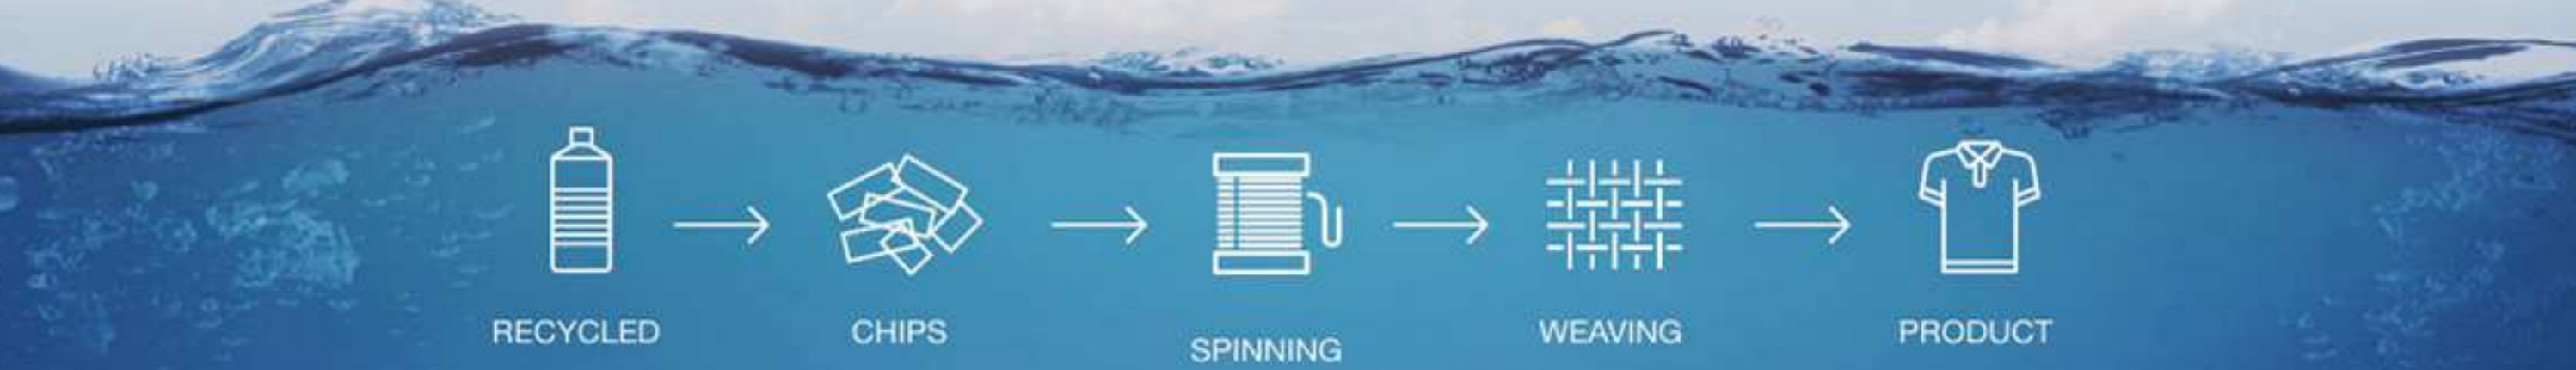 RECYCLED
CHIPS
SPINNING
WEAVING
PRODUCT